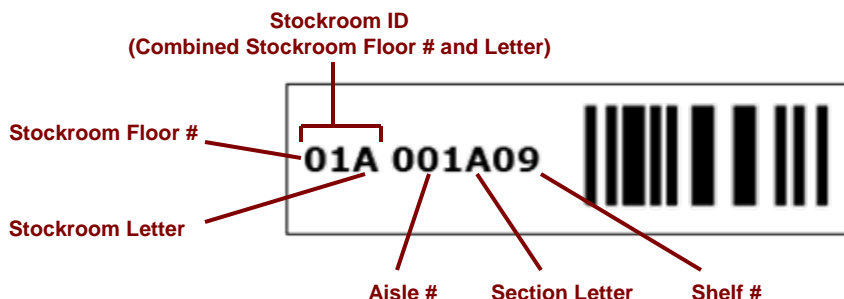 Stockroom ID
(Combined Stockroom Floor # and Letter)
Stockroom Floor #
01A 001A09
Stockroom Letter
Aisle # Section Letter Shelf #